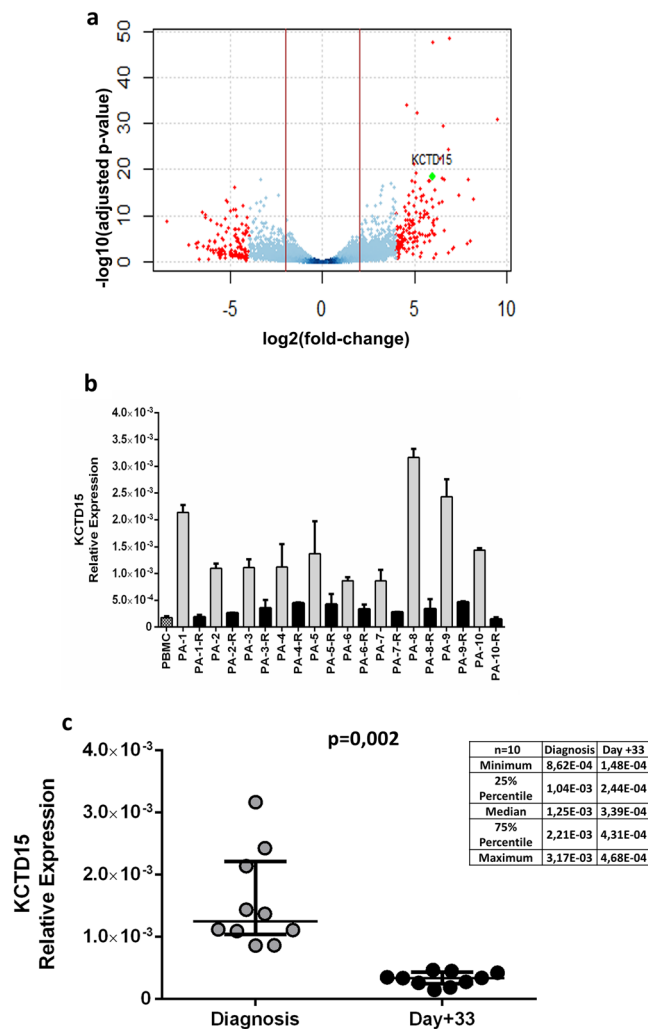 a
50
40
30
20
10
0
-log10(adjusted p-value)
KCTD15
-5 0 5 10
log2(fold-change)
b
KCTD15
Relative Expression
4.0×10⁻³
3.5×10⁻³
3.0×10⁻³
2.5×10⁻³
2.0×10⁻³
1.5×10⁻³
1.0×10⁻³
5.0×10⁻⁴
0
PBMC
PA-1
PA-1-R
PA-2
PA-2-R
PA-3
PA-3-R
PA-4
PA-4-R
PA-5
PA-5-R
PA-6
PA-6-R
PA-7
PA-7-R
PA-8
PA-8-R
PA-9
PA-9-R
PA-10
PA-10-R
c
p=0,002
KCTD15
Relative Expression
4.0×10⁻³
3.0×10⁻³
2.0×10⁻³
1.0×10⁻³
0
Diagnosis Day+33
n=10 Diagnosis Day +33
Minimum 8,62E-04 1,48E-04
25%
Percentile 1,04E-03 2,44E-04
Median 1,25E-03 3,39E-04
75%
Percentile 2,21E-03 4,31E-04
Maximum 3,17E-03 4,68E-04